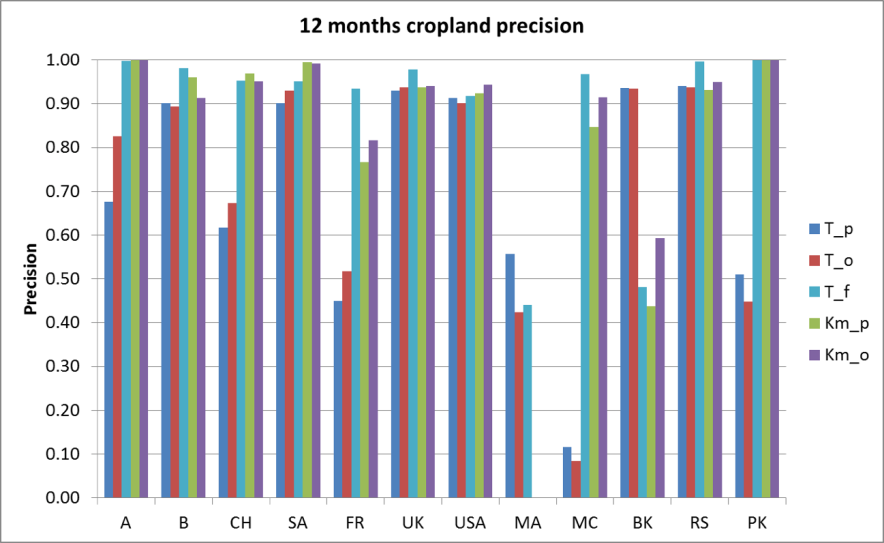 12 months cropland precision
1.00
0.90
0.80
0.70
0.60
0.50
0.40
0.30
0.20
0.10
0.00
Precision
A B CH SA FR UK USA MA MC BK RS PK
T_p
T_o
T_f
Km_p
Km_o